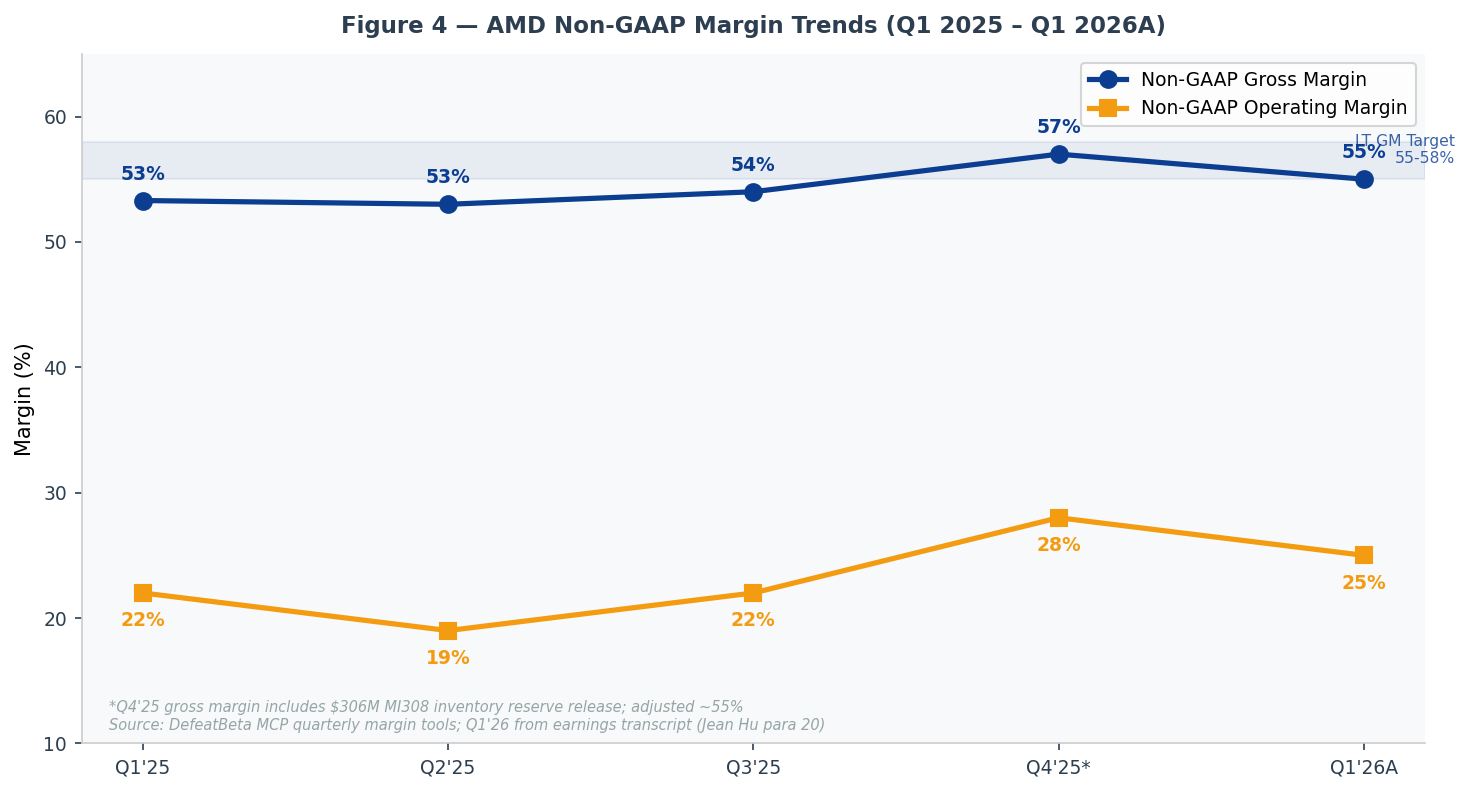 Figure 4 — AMD Non-GAAP Margin Trends (Q1 2025 – Q1 2026A)
Non-GAAP Gross Margin
Non-GAAP Operating Margin
LT GM Target
55-58%
Margin (%)
60
50
40
30
20
10
53%
53%
54%
57%
55%
22%
19%
22%
28%
25%
*Q4'25 gross margin includes $306M MI308 inventory reserve release; adjusted ~55%
Source: DefeatBeta MCP quarterly margin tools; Q1'26 from earnings transcript (Jean Hu para 20)
Q1'25
Q2'25
Q3'25
Q4'25*
Q1'26A